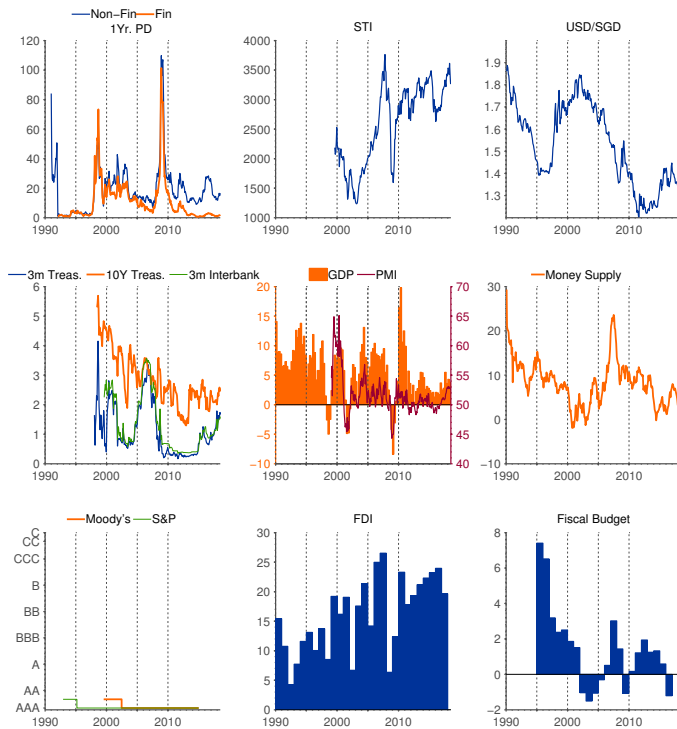 Non-Fin Fin
1Yr. PD
120
100
80
60
40
20
0
1990 2000 2010
STI
4000
3500
3000
2500
2000
1500
1000
1990 2000 2010
USD/SGD
1.9
1.8
1.7
1.6
1.5
1.4
1.3
1990 2000 2010
3m Treas. 10Y Treas. 3m Interbank
6
5
4
3
2
1
0
1990 2000 2010
GDP PMI
20 70
15 65
10 60
5 55
0 50
−5 45
−10 40
1990 2000 2010
Money Supply
30
20
10
0
−10
1990 2000 2010
Moody's S&P
C
CC
CCC
B
BB
BBB
A
AA
AAA
1990 2000 2010
FDI
30
25
20
15
10
5
0
1990 2000 2010
Fiscal Budget
8
6
4
2
0
−2
1990 2000 2010